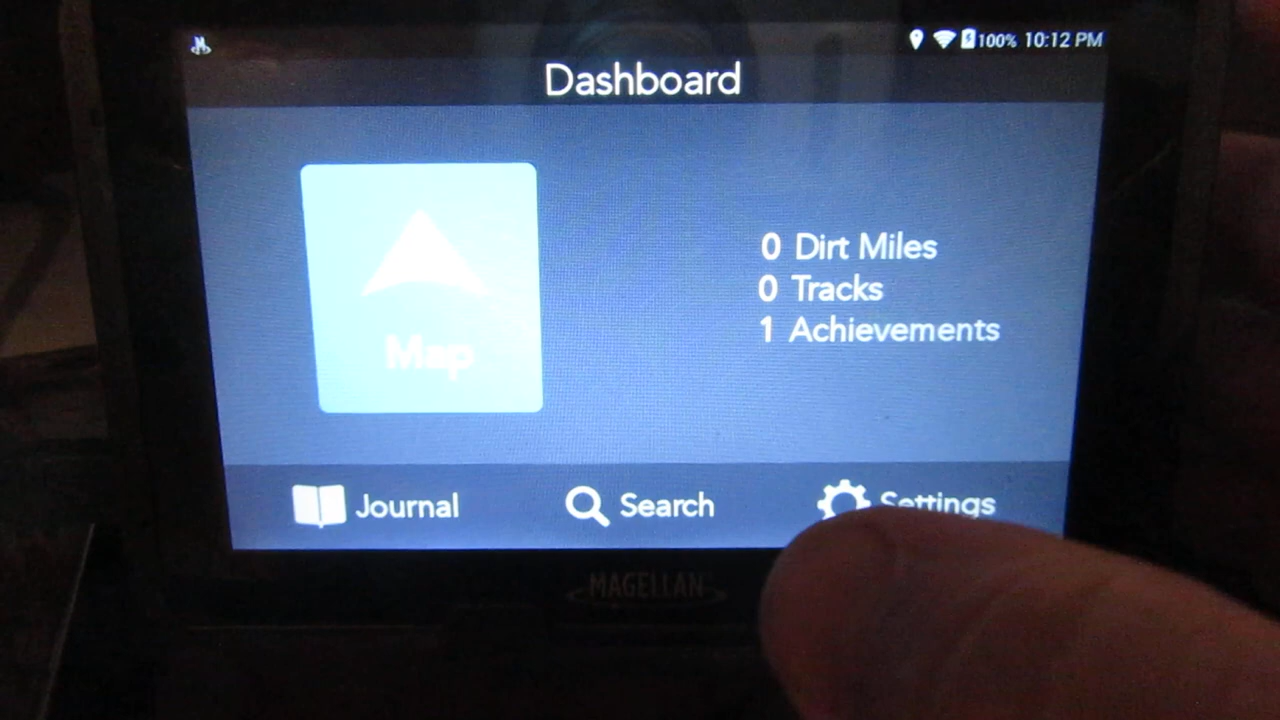 100% 10:12 PM
Dashboard
Map
0 Dirt Miles
0 Tracks
1 Achievements
Journal
Search
Settings
MAGELLAN